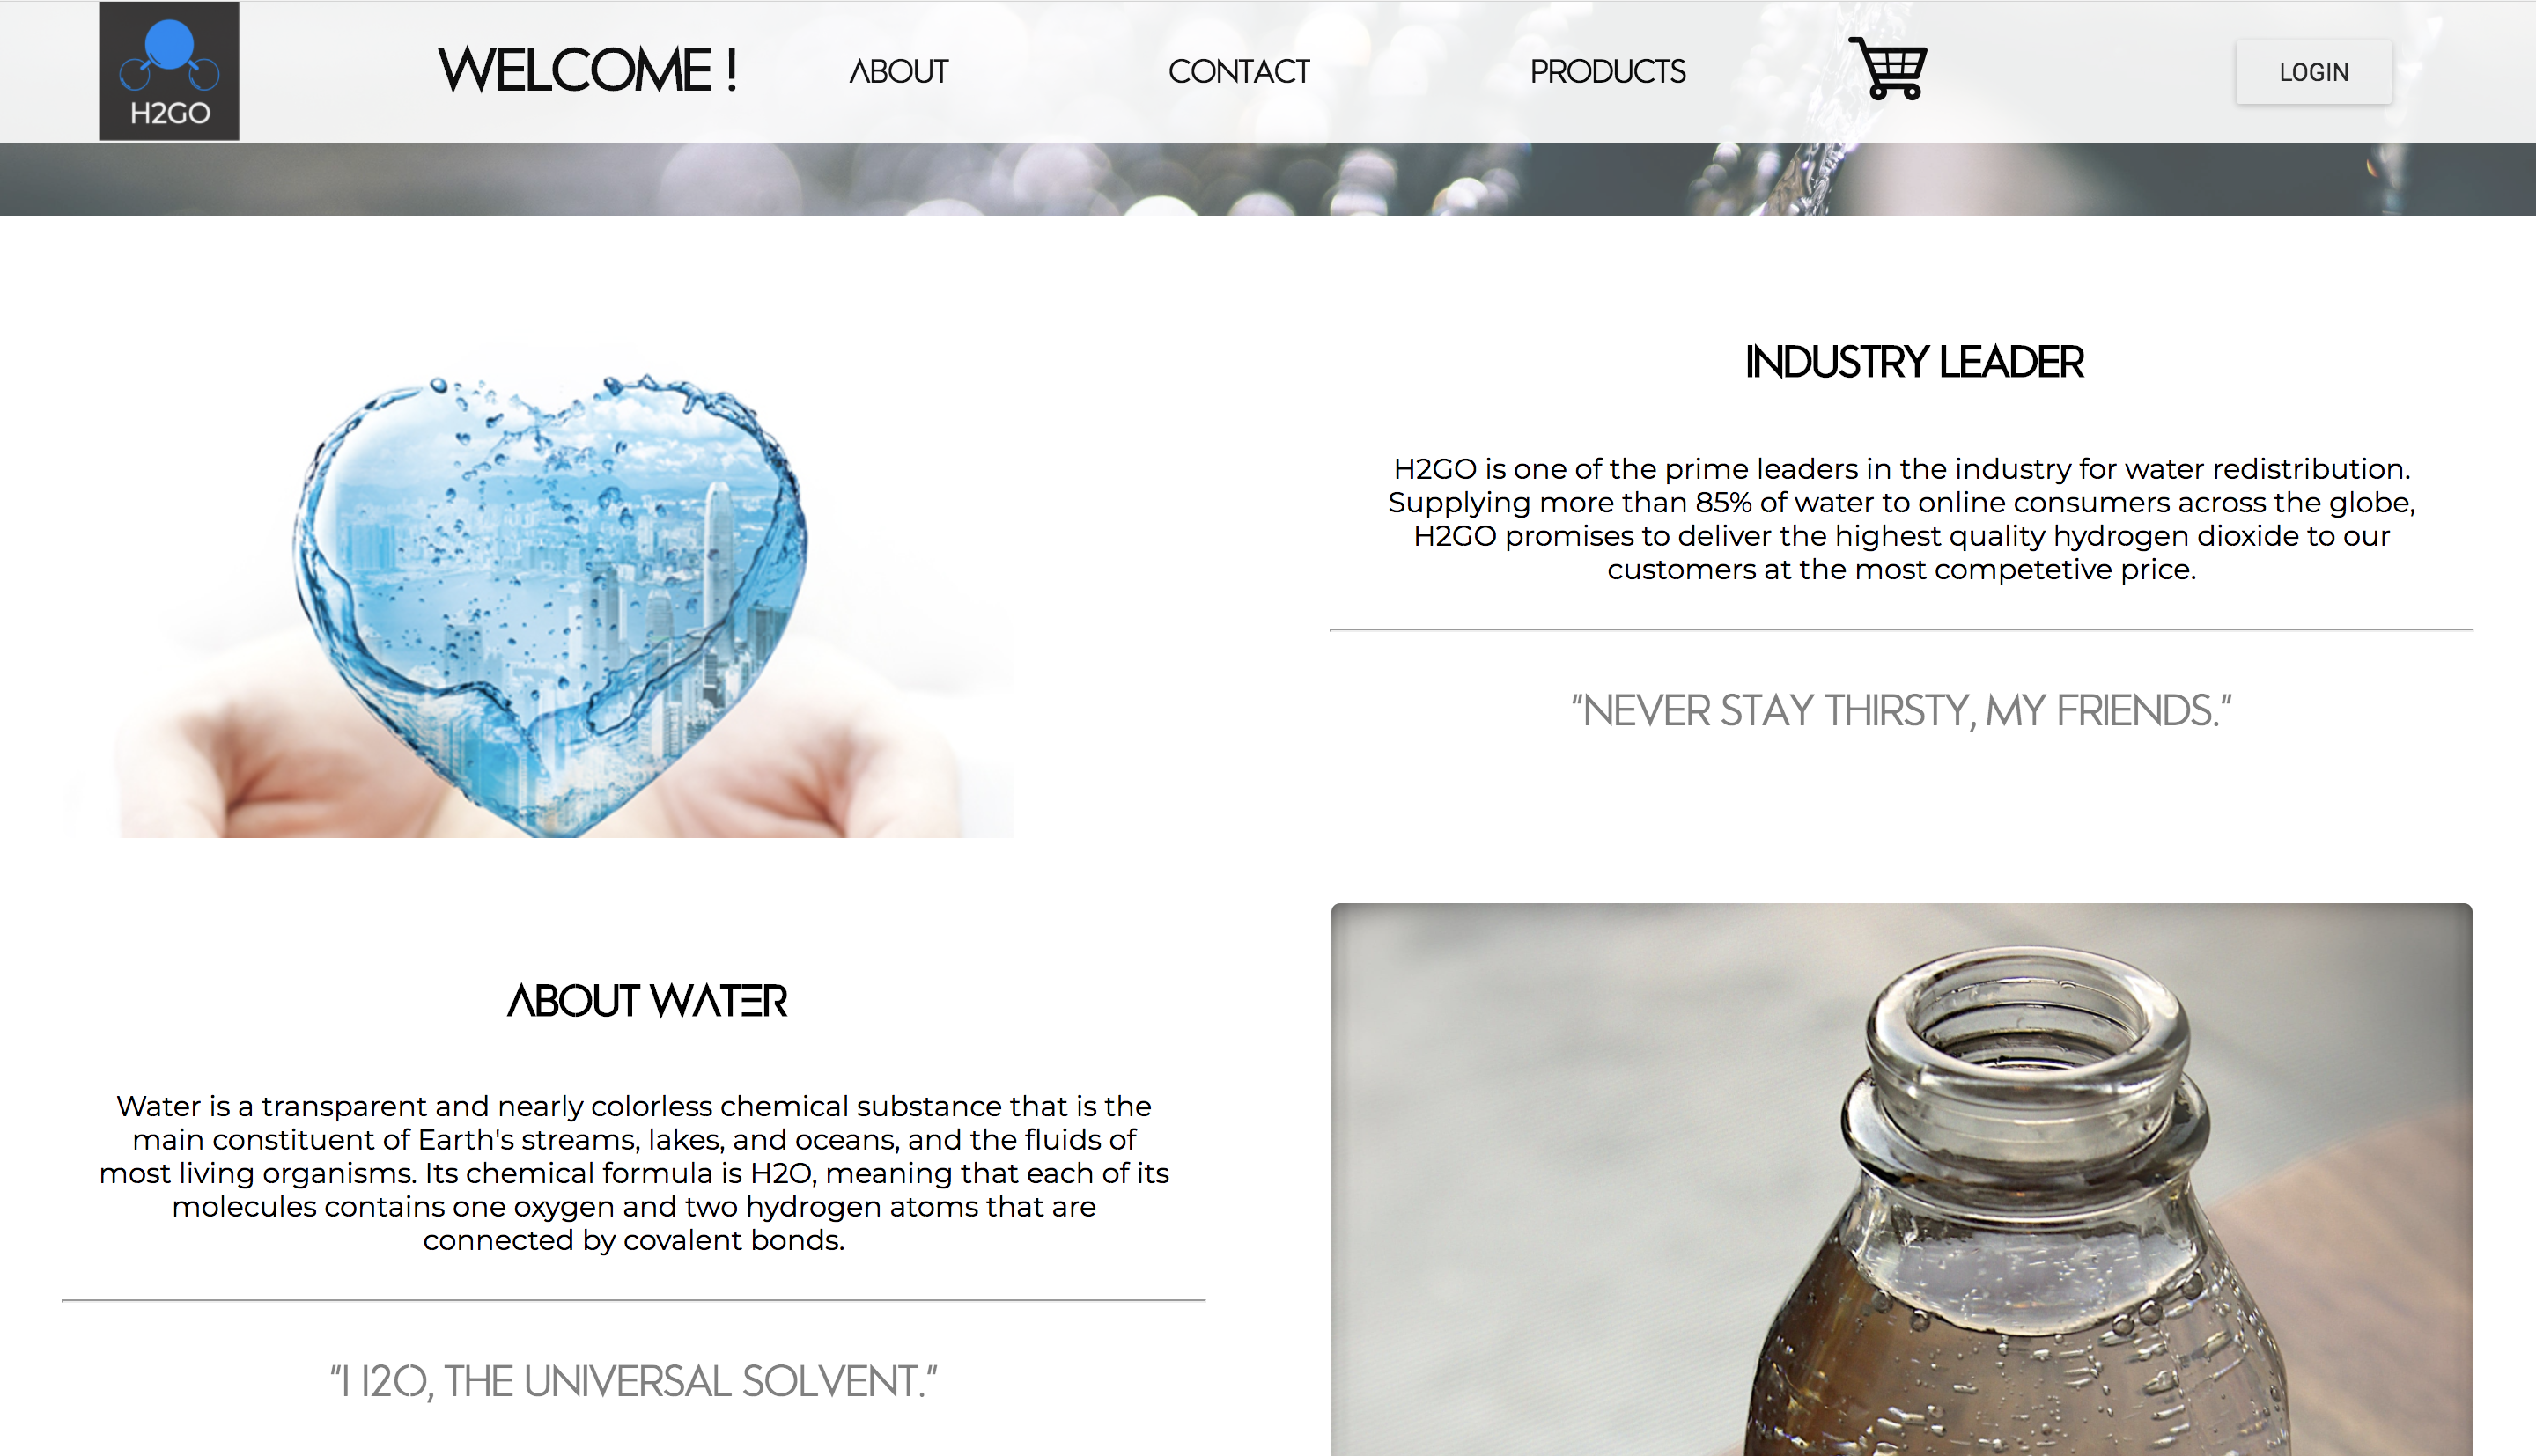 H2GO
WELCOME !
ABOUT
CONTACT
PRODUCTS
LOGIN
INDUSTRY LEADER
H2GO is one of the prime leaders in the industry for water redistribution.
Supplying more than 85% of water to online consumers across the globe,
H2GO promises to deliver the highest quality hydrogen dioxide to our
customers at the most competetive price.
"NEVER STAY THIRSTY, MY FRIENDS."
ABOUT WATER
Water is a transparent and nearly colorless chemical substance that is the
main constituent of Earth's streams, lakes, and oceans, and the fluids of
most living organisms. Its chemical formula is H2O, meaning that each of its
molecules contains one oxygen and two hydrogen atoms that are
connected by covalent bonds.
"H2O, THE UNIVERSAL SOLVENT."